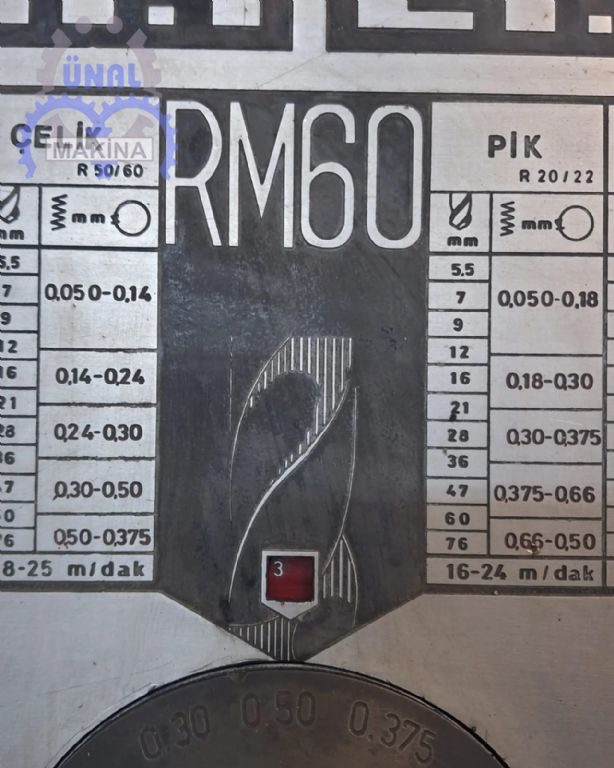 ÜNAL
MAKİNA
ÇELİK
R 50/60
RM60
PİK
R 20/22
mm
mm
mm
mm
5,5
7
9
12
16
21
28
36
47
60
76
0,050-0,14
0,14-0,24
0,24-0,30
0,30-0,50
0,50-0,375
8-25 m/dak
5,5
7
9
12
16
21
28
36
47
60
76
0,050-0,18
0,18-0,30
0,30-0,375
0,375-0,66
0,66-0,50
16-24 m/dak
3
0.30 0.50 0.375